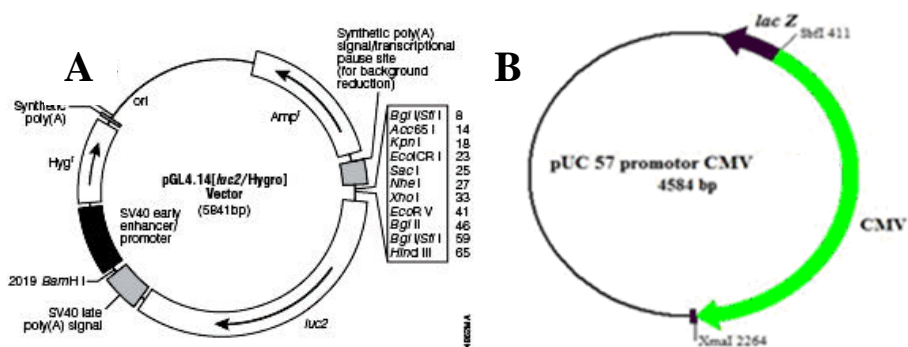 A
Synthetic poly(A)
signal/transcriptional
pause site
(for background
reduction)
ori
Synthetic
poly(A)
Ampʳ
Hygʳ
pGL4.14[luc2/Hygro]
Vector
(5841bp)
Bgl I/Sfi I 8
Acc65 I 14
Kpn I 18
EcoICR I 23
Sac I 25
Nhe I 27
Xho I 33
EcoR V 41
Bgl II 46
Bgl I/Sfi I 59
Hind III 65
SV40 early
enhancer/
promoter
2019 BamH I
SV40 late
poly(A) signal
luc2
B
lac Z
SbfI 411
pUC 57 promotor CMV
4584 bp
CMV
XmaI 2264